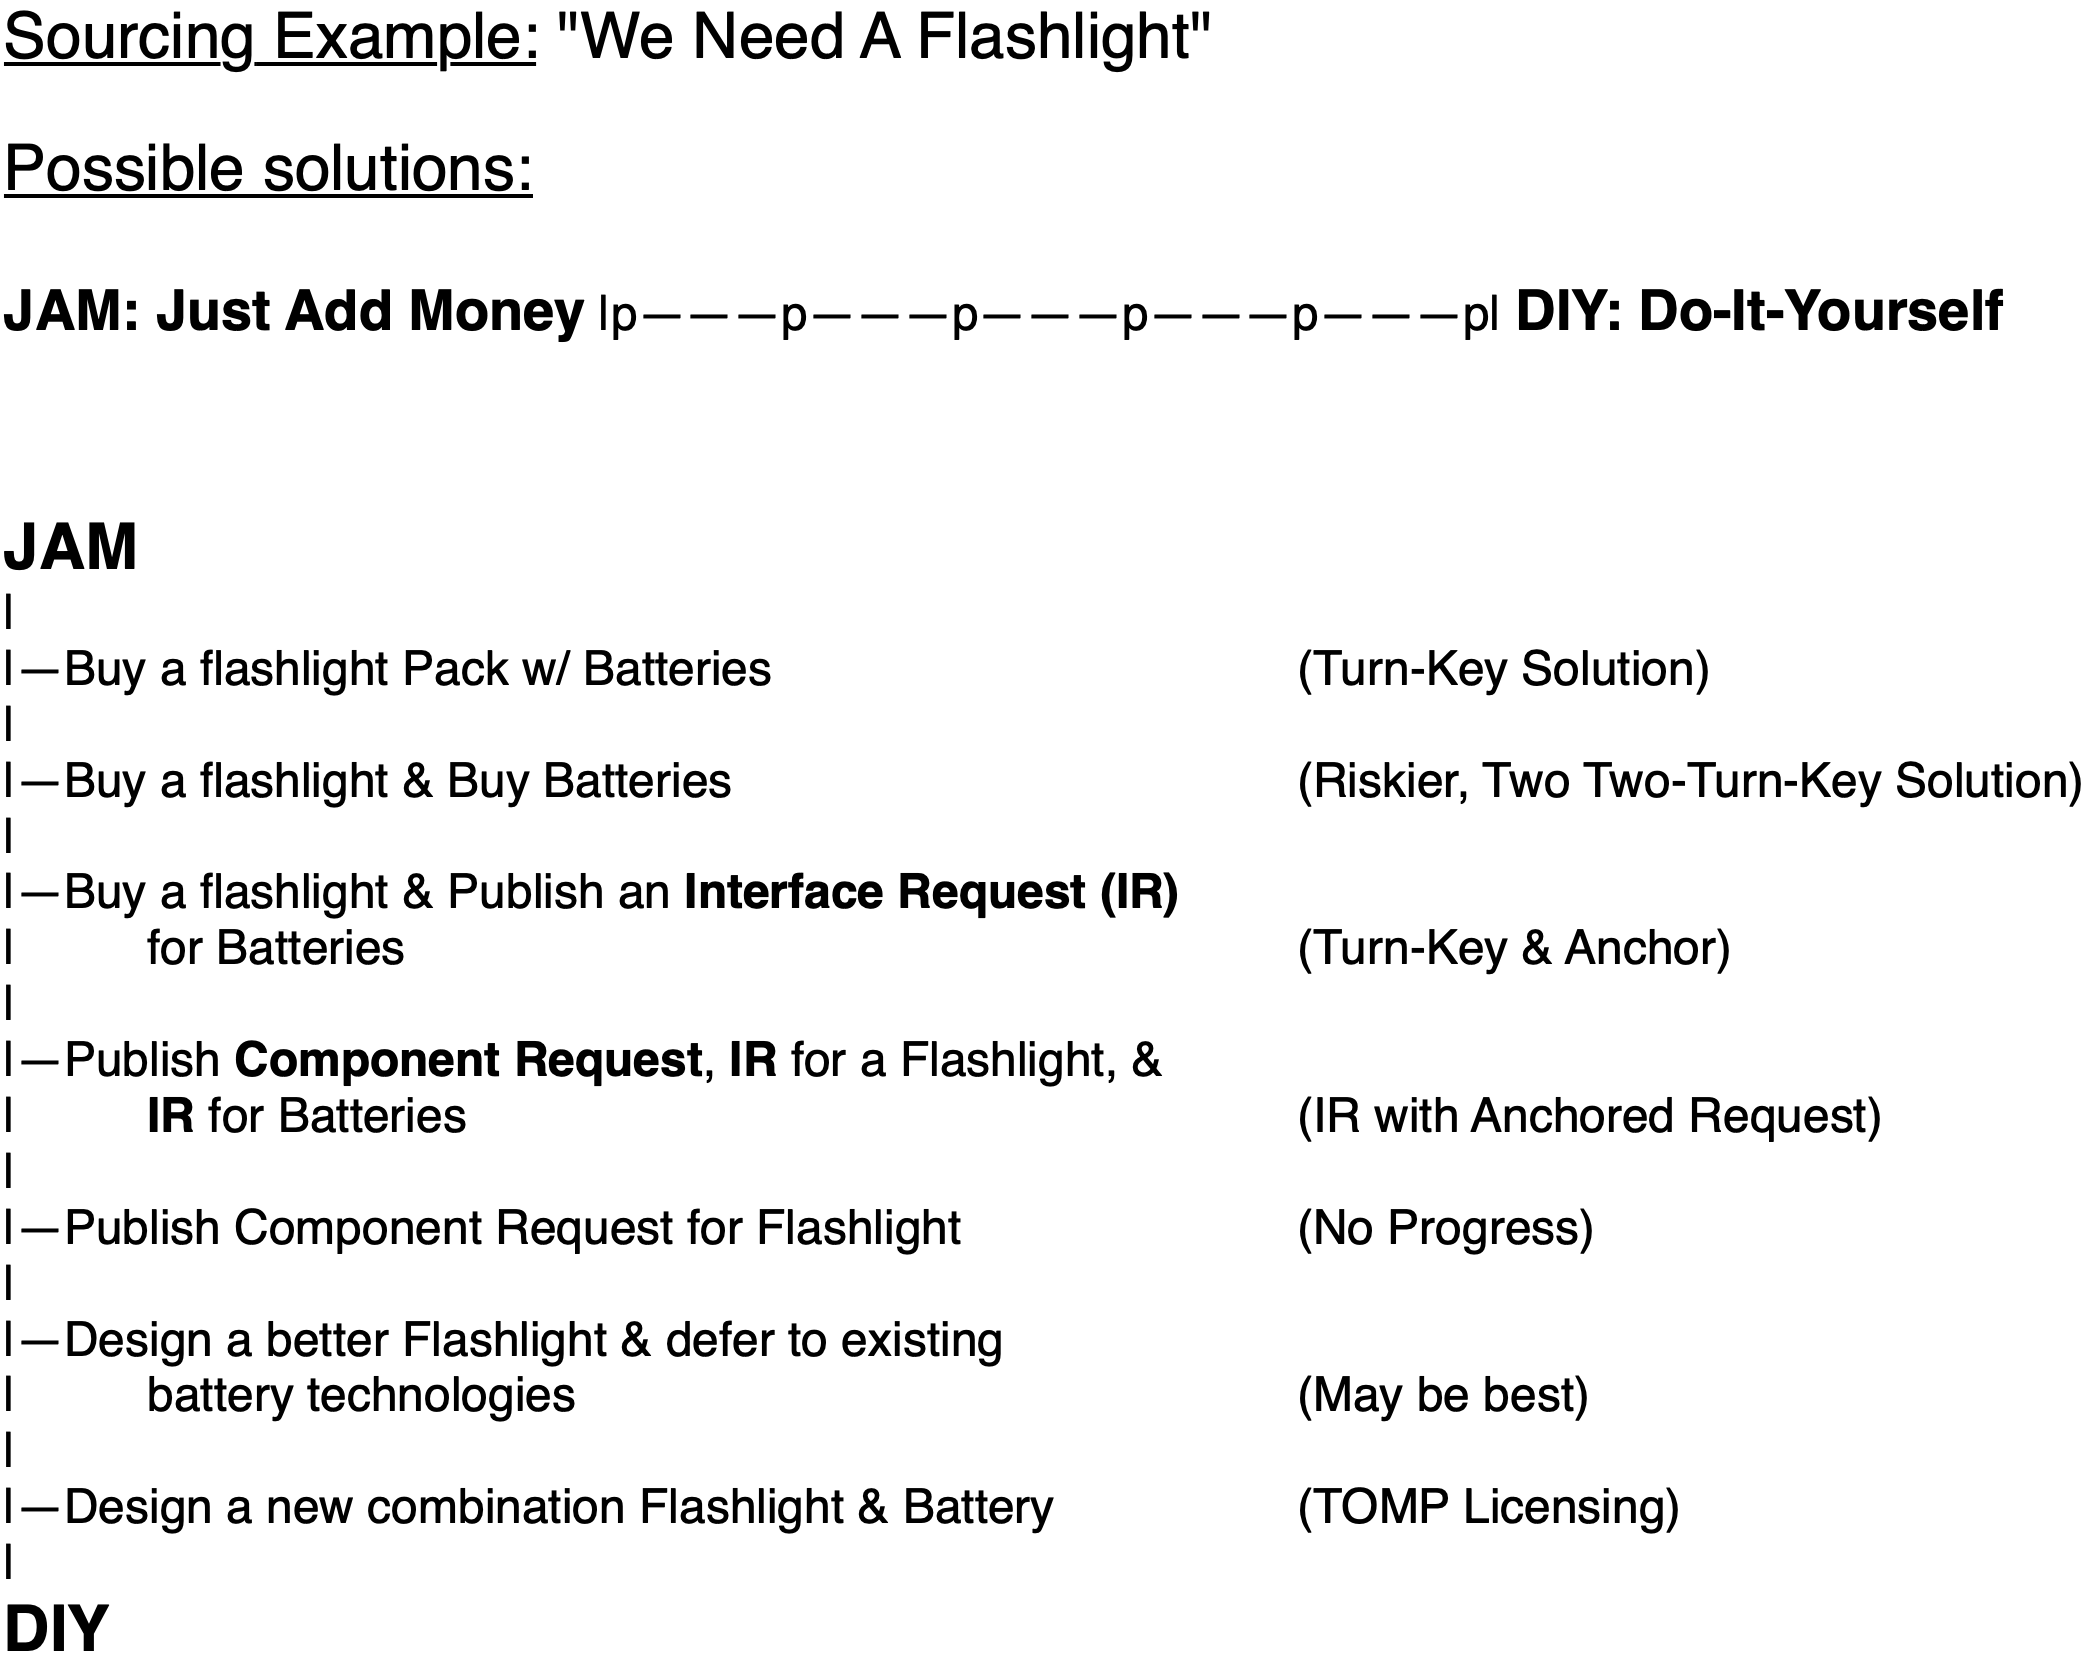 Sourcing Example: "We Need A Flashlight"
Possible solutions:
JAM: Just Add Money |p———p———p———p———p———p| DIY: Do-It-Yourself
JAM
|
|—Buy a flashlight Pack w/ Batteries (Turn-Key Solution)
|
|—Buy a flashlight & Buy Batteries (Riskier, Two Two-Turn-Key Solution)
|
|—Buy a flashlight & Publish an Interface Request (IR)
| for Batteries (Turn-Key & Anchor)
|
|—Publish Component Request, IR for a Flashlight, &
| IR for Batteries (IR with Anchored Request)
|
|—Publish Component Request for Flashlight (No Progress)
|
|—Design a better Flashlight & defer to existing
| battery technologies (May be best)
|
|—Design a new combination Flashlight & Battery (TOMP Licensing)
|
DIY